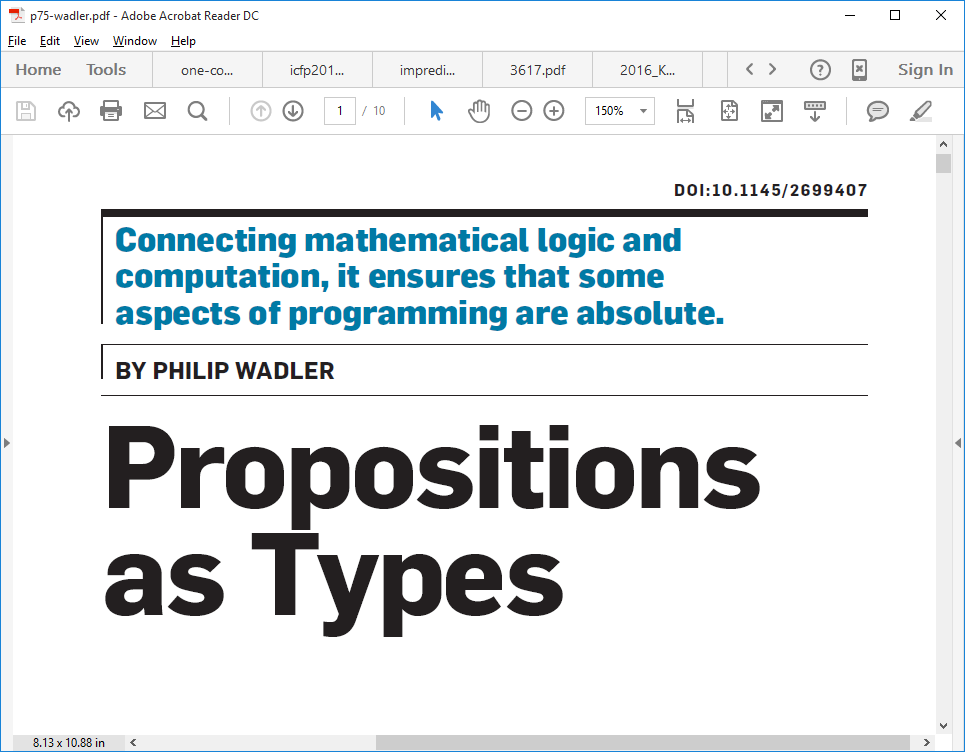 p75-wadler.pdf - Adobe Acrobat Reader DC
File Edit View Window Help
Home Tools one-co... icfp201... impredi... 3617.pdf 2016_K... Sign In
1 / 10 150%
DOI:10.1145/2699407
Connecting mathematical logic and
computation, it ensures that some
aspects of programming are absolute.
BY PHILIP WADLER
Propositions
as Types
8.13 x 10.88 in